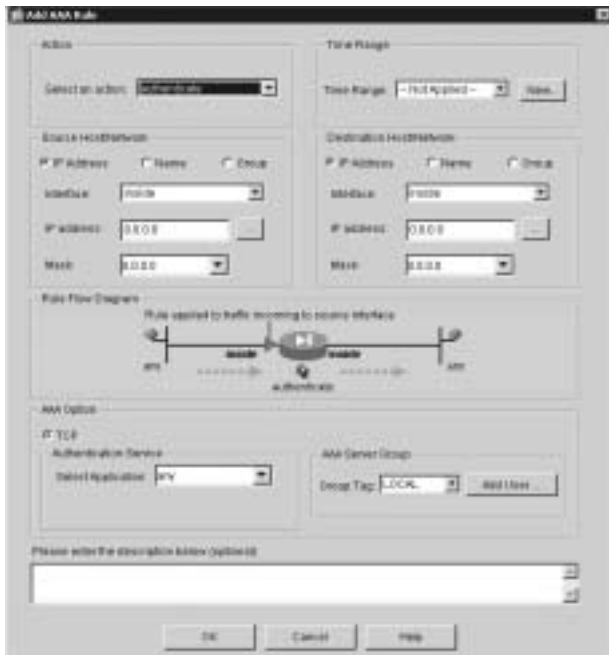 Add AAA Rule
Action
Select an action: authenticate
Time Range
Time Range: -- Not Applied -- New...
Source Host/Network
IP Address Name Group
Interface: inside
IP address: 0.0.0.0 ...
Mask: 0.0.0.0
Destination Host/Network
IP Address Name Group
Interface: inside
IP address: 0.0.0.0 ...
Mask: 0.0.0.0
Rule Flow Diagram
Rule applied to traffic incoming to source interface
any inside inside any
authenticate
AAA Option
TCP
Authentication Service
Select Application: any
AAA Server Group
Group Tag: LOCAL Add User ...
Please enter the description below (optional):
OK Cancel Help